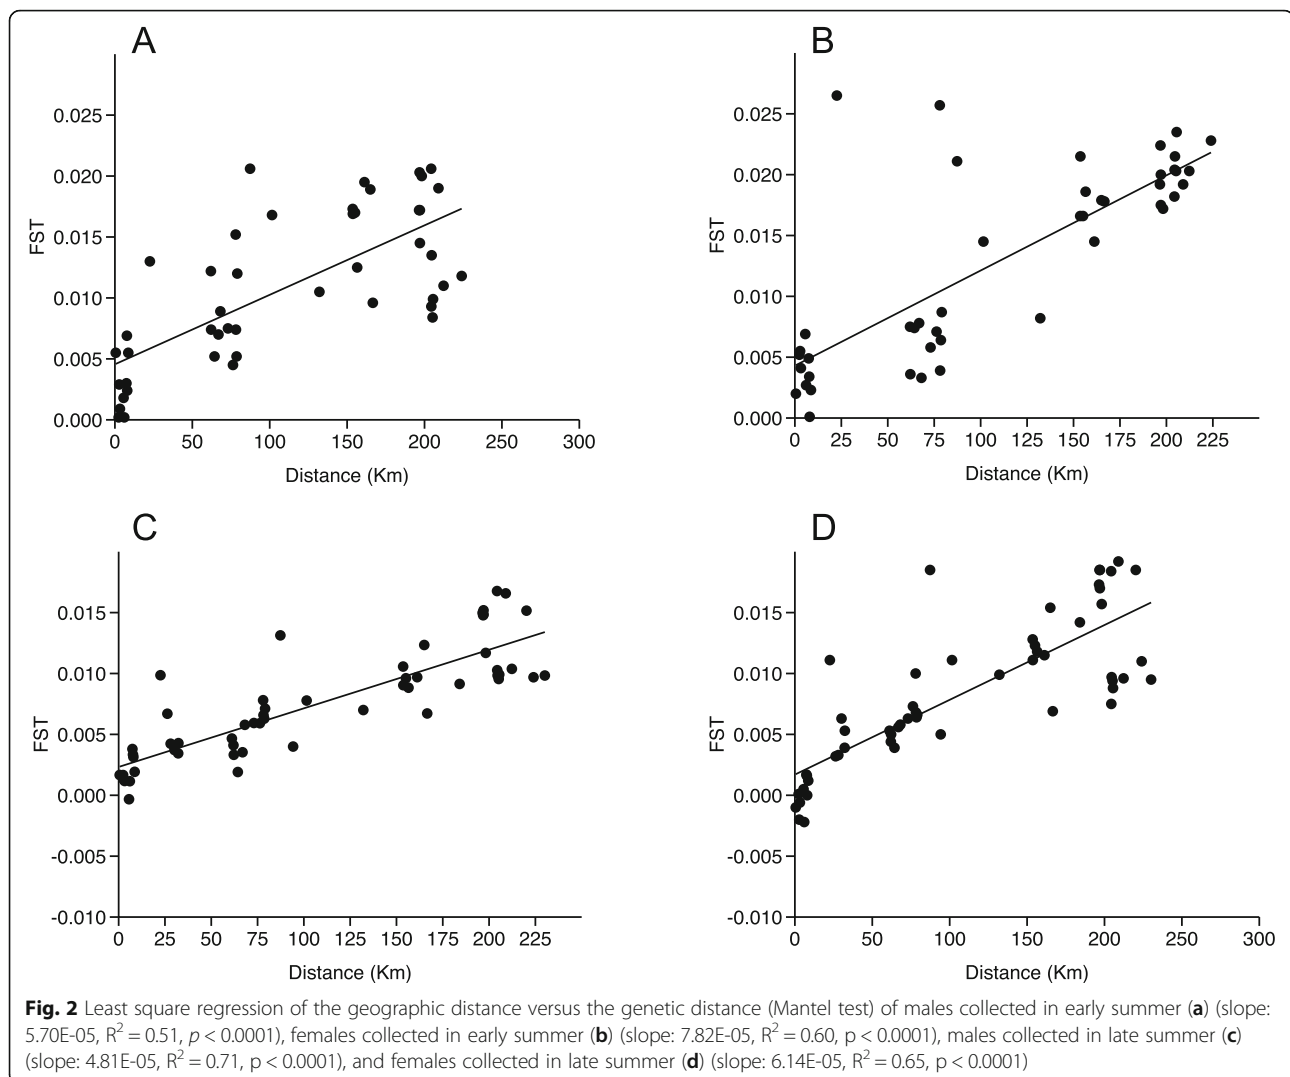 A
FST
0.025
0.020
0.015
0.010
0.005
0.000
0 50 100 150 200 250 300
Distance (Km)
B
FST
0.025
0.020
0.015
0.010
0.005
0.000
0 25 50 75 100 125 150 175 200 225
Distance (Km)
C
FST
0.015
0.010
0.005
0.000
-0.005
-0.010
0 25 50 75 100 125 150 175 200 225
Distance (Km)
D
FST
0.015
0.010
0.005
0.000
-0.005
-0.010
0 50 100 150 200 250 300
Distance (Km)
Fig. 2 Least square regression of the geographic distance versus the genetic distance (Mantel test) of males collected in early summer (a) (slope:
5.70E-05, R² = 0.51, p < 0.0001), females collected in early summer (b) (slope: 7.82E-05, R² = 0.60, p < 0.0001), males collected in late summer (c)
(slope: 4.81E-05, R² = 0.71, p < 0.0001), and females collected in late summer (d) (slope: 6.14E-05, R² = 0.65, p < 0.0001)